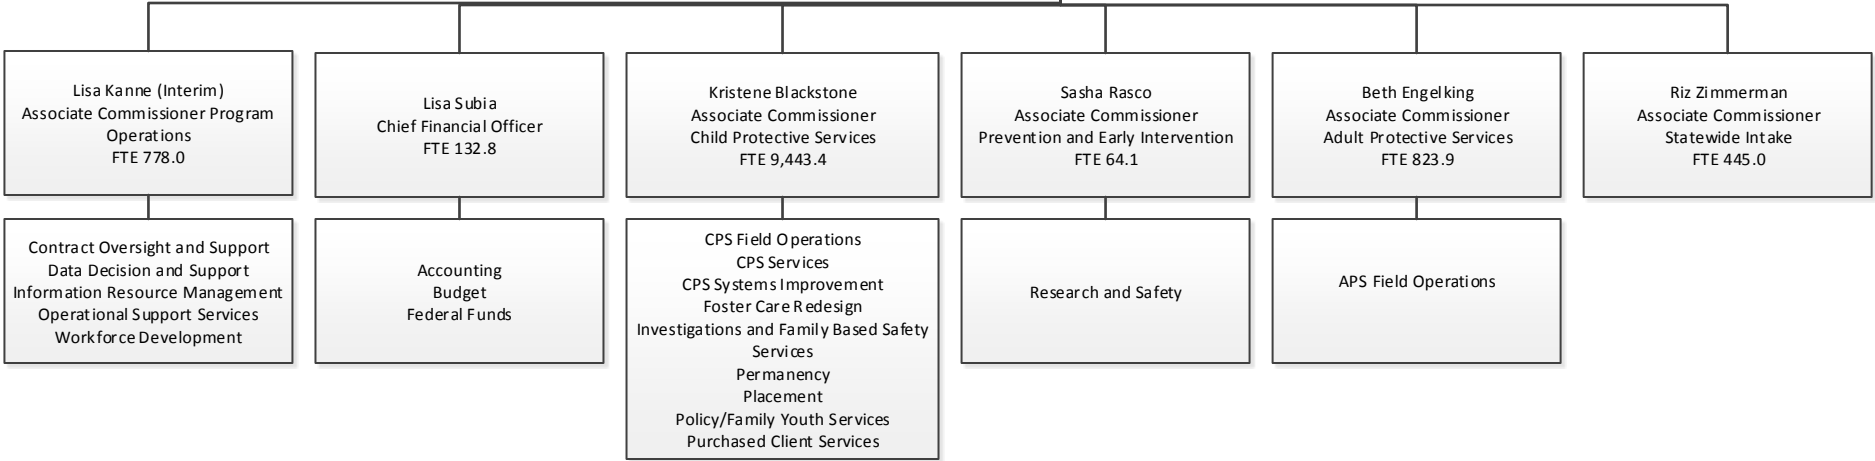 Lisa Kanne (Interim)
Associate Commissioner Program
Operations
FTE 778.0
Lisa Subia
Chief Financial Officer
FTE 132.8
Kristene Blackstone
Associate Commissioner
Child Protective Services
FTE 9,443.4
Sasha Rasco
Associate Commissioner
Prevention and Early Intervention
FTE 64.1
Beth Engelking
Associate Commissioner
Adult Protective Services
FTE 823.9
Riz Zimmerman
Associate Commissioner
Statewide Intake
FTE 445.0
Contract Oversight and Support
Data Decision and Support
Information Resource Management
Operational Support Services
Workforce Development
Accounting
Budget
Federal Funds
CPS Field Operations
CPS Services
CPS Systems Improvement
Foster Care Redesign
Investigations and Family Based Safety
Services
Permanency
Placement
Policy/Family Youth Services
Purchased Client Services
Research and Safety
APS Field Operations